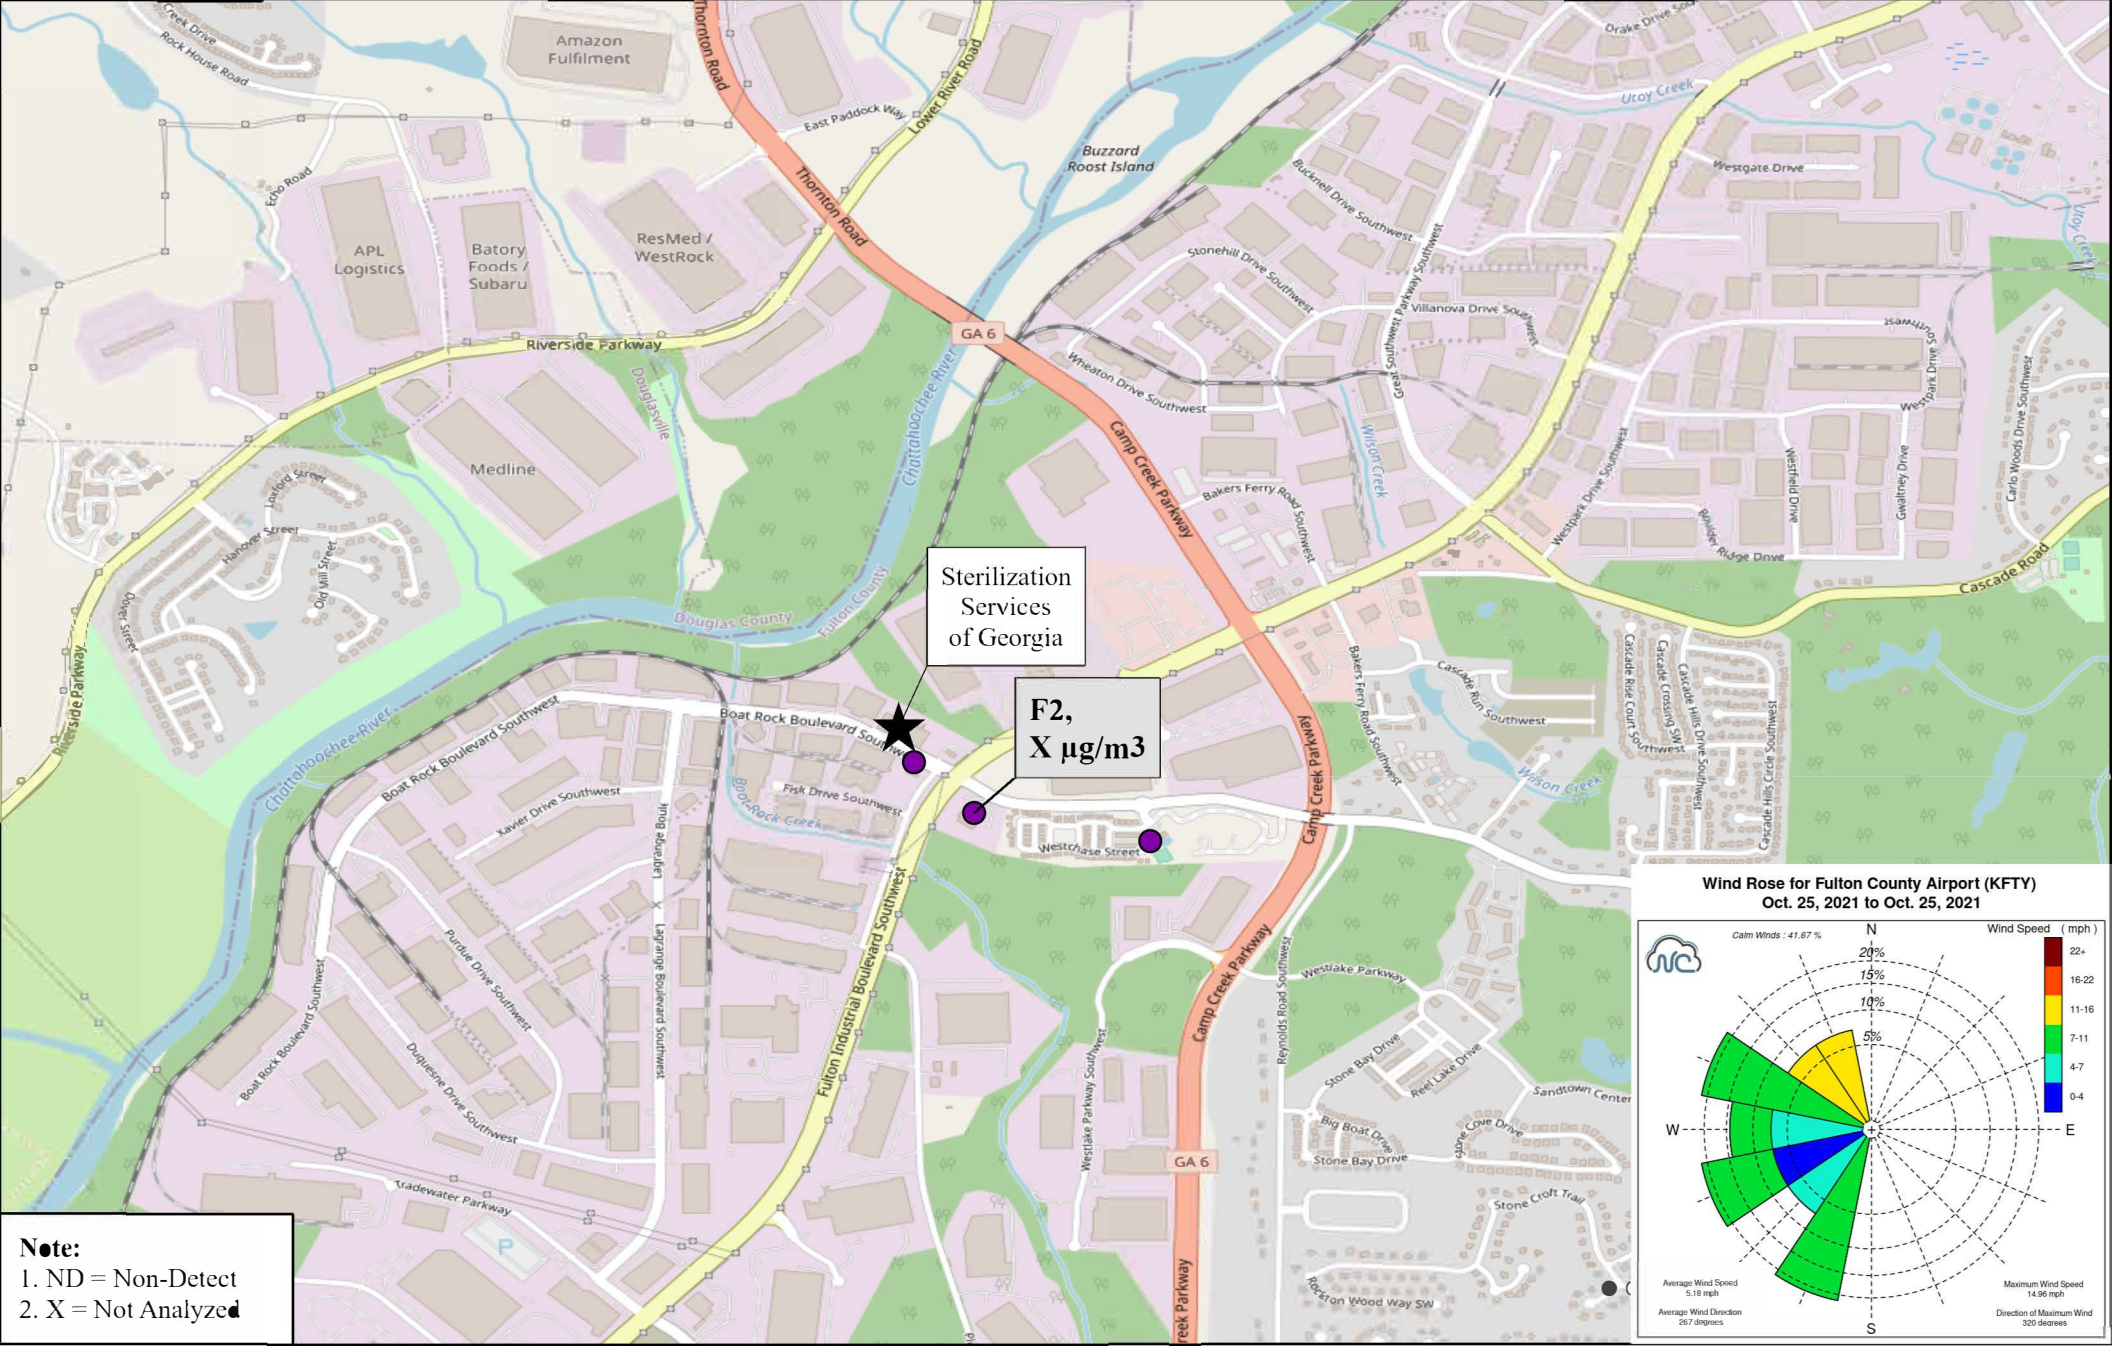 Creek Drive
Rock House Road
Amazon
Fulfilment
Thornton Road
Lower River Road
East Paddock Way
Buzzard
Roost Island
Utoy Creek
Westgate Drive
Bucknell Drive Southwest
Echo Road
APL
Logistics
Batory
Foods /
Subaru
ResMed /
WestRock
Thornton Road
Stonehill Drive Southwest
Great Southwest Parkway Southwest
Villanova Drive Southwest
Utoy Creek
GA 6
Riverside Parkway
Wheaton Drive Southwest
Westpark Drive Southwest
Carlo Woods Drive Southwest
Douglasville
Chattahoochee River
Camp Creek Parkway
Wilson Creek
Medline
Loxford Street
Hanover Street
Old Mill Street
Dover Street
Bakers Ferry Road Southwest
Westpark Drive Southwest
Westfield Drive
Gwaltney Drive
Boulder Ridge Drive
Cascade Road
Sterilization
Services
of Georgia
Douglas County
Fulton County
Riverside Parkway
Chattahoochee River
Boat Rock Boulevard Southwest
Boat Rock Boulevard Southwest
F2,
X µg/m3
Bakers Ferry Road Southwest
Cascade Run Southwest
Cascade Rise Court Southwest
Cascade Crossing SW
Cascade Hills Drive Southwest
Cascade Hills Circle Southwest
Camp Creek Parkway
Wilson Creek
Boat Rock Creek
Fisk Drive Southwest
Xavier Drive Southwest
Westchase Street
Lagrange Boulevard Southwest
Fulton Industrial Boulevard Southwest
Purdue Drive Southwest
Boat Rock Boulevard Southwest
Duquesne Drive Southwest
Camp Creek Parkway
Westlake Parkway
Reynolds Road Southwest
Westlake Parkway Southwest
Stone Bay Drive
Reel Lake Drive
Sandtown Center
Big Boat Drive
Stone Cove Drive
Stone Bay Drive
GA 6
Stone Croft Trail
Tradewater Parkway
P
Rockton Wood Way SW
reek Parkway
Note:
1. ND = Non-Detect
2. X = Not Analyzed
Wind Rose for Fulton County Airport (KFTY)
Oct. 25, 2021 to Oct. 25, 2021
Calm Winds : 41.67 %
N
Wind Speed ( mph )
NC
20%
15%
10%
5%
22+
16-22
11-16
7-11
4-7
0-4
W
E
S
Average Wind Speed
5.18 mph
Average Wind Direction
267 degrees
Maximum Wind Speed
14.96 mph
Direction of Maximum Wind
320 degrees